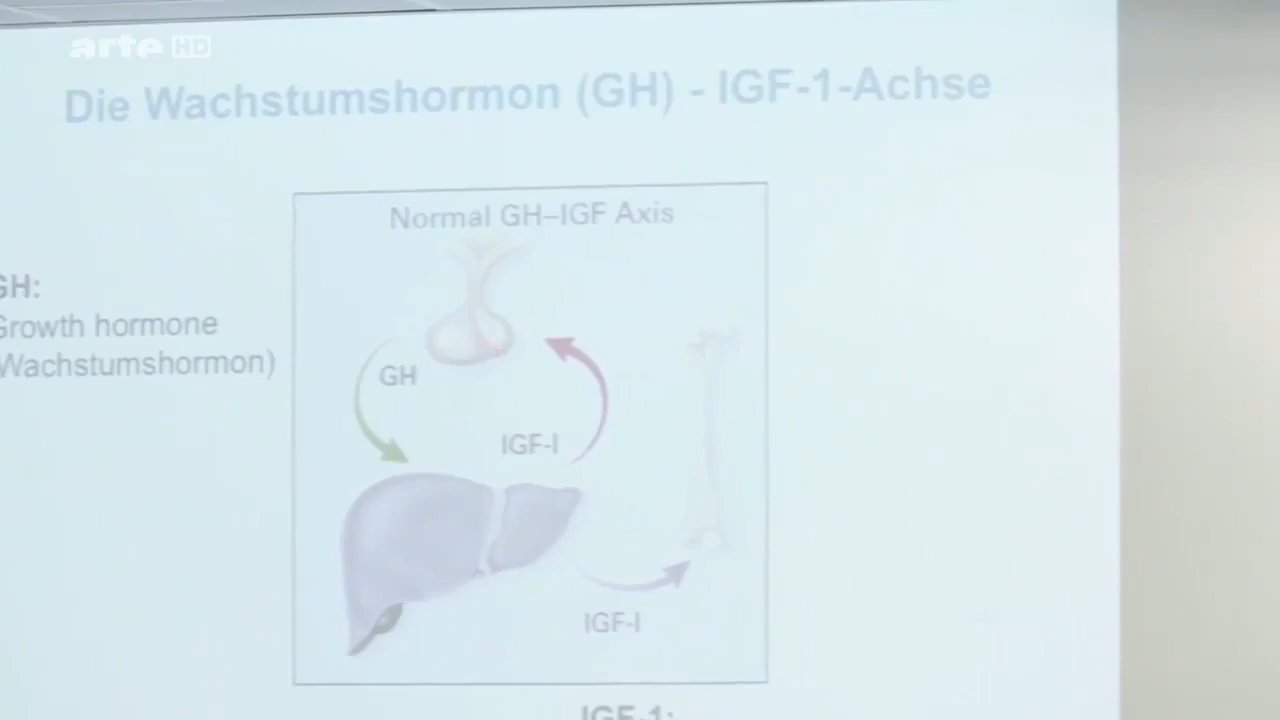 arte HD
Die Wachstumshormon (GH) - IGF-1-Achse
Normal GH–IGF Axis
GH:
Growth hormone
Wachstumshormon)
GH
IGF-I
IGF-I
IGF-1: